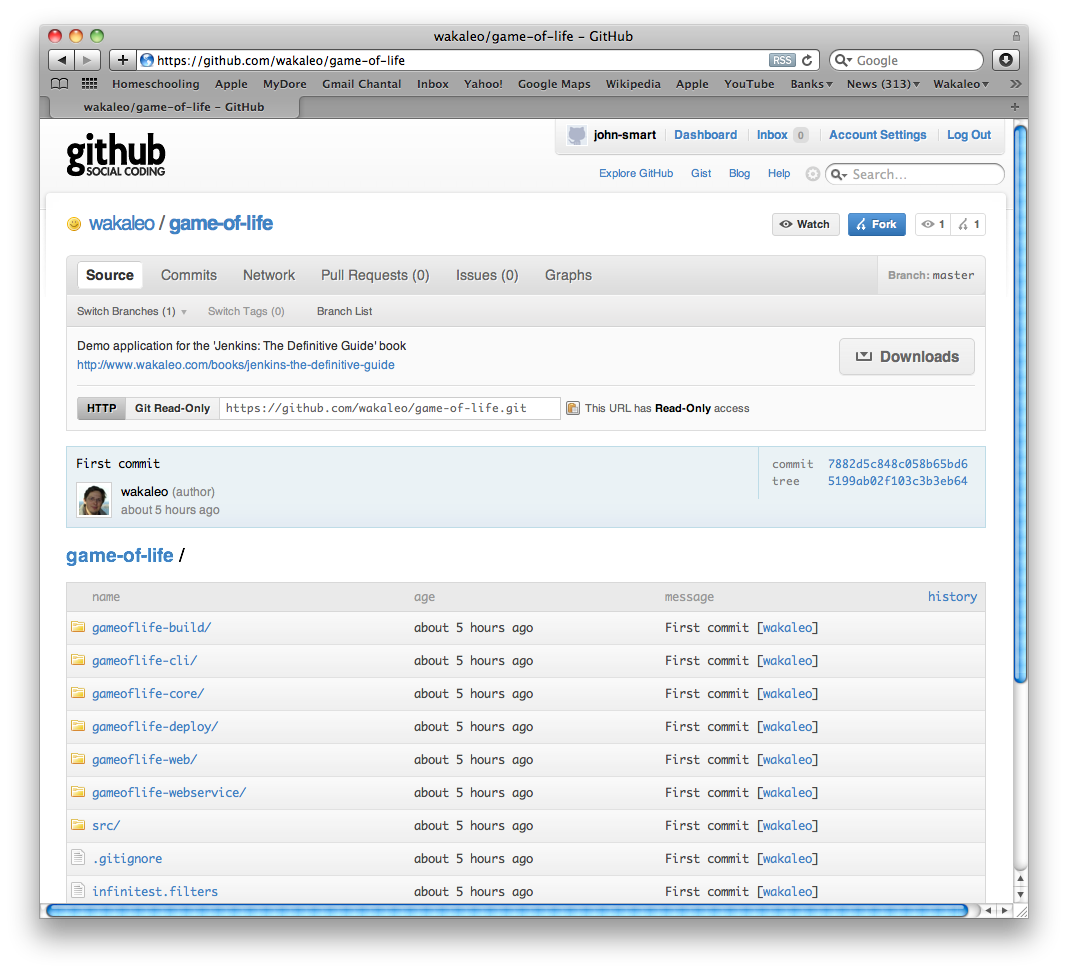 wakaleo/game-of-life - GitHub
https://github.com/wakaleo/game-of-life RSS Google
Homeschooling Apple MyDore Gmail Chantal Inbox Yahoo! Google Maps Wikipedia Apple YouTube Banks News (313) Wakaleo
wakaleo/game-of-life - GitHub
github
SOCIAL CODING
john-smart Dashboard Inbox 0 Account Settings Log Out
Explore GitHub Gist Blog Help Search...
wakaleo / game-of-life Watch Fork 1 1
Source Commits Network Pull Requests (0) Issues (0) Graphs Branch: master
Switch Branches (1) Switch Tags (0) Branch List
Demo application for the 'Jenkins: The Definitive Guide' book
http://www.wakaleo.com/books/jenkins-the-definitive-guide
Downloads
HTTP Git Read-Only https://github.com/wakaleo/game-of-life.git This URL has Read-Only access
First commit
wakaleo (author)
about 5 hours ago
commit 7882d5c848c058b65bd6
tree 5199ab02f103c3b3eb64
game-of-life /
name age message history
gameoflife-build/ about 5 hours ago First commit [wakaleo]
gameoflife-cli/ about 5 hours ago First commit [wakaleo]
gameoflife-core/ about 5 hours ago First commit [wakaleo]
gameoflife-deploy/ about 5 hours ago First commit [wakaleo]
gameoflife-web/ about 5 hours ago First commit [wakaleo]
gameoflife-webservice/ about 5 hours ago First commit [wakaleo]
src/ about 5 hours ago First commit [wakaleo]
.gitignore about 5 hours ago First commit [wakaleo]
infinitest.filters about 5 hours ago First commit [wakaleo]